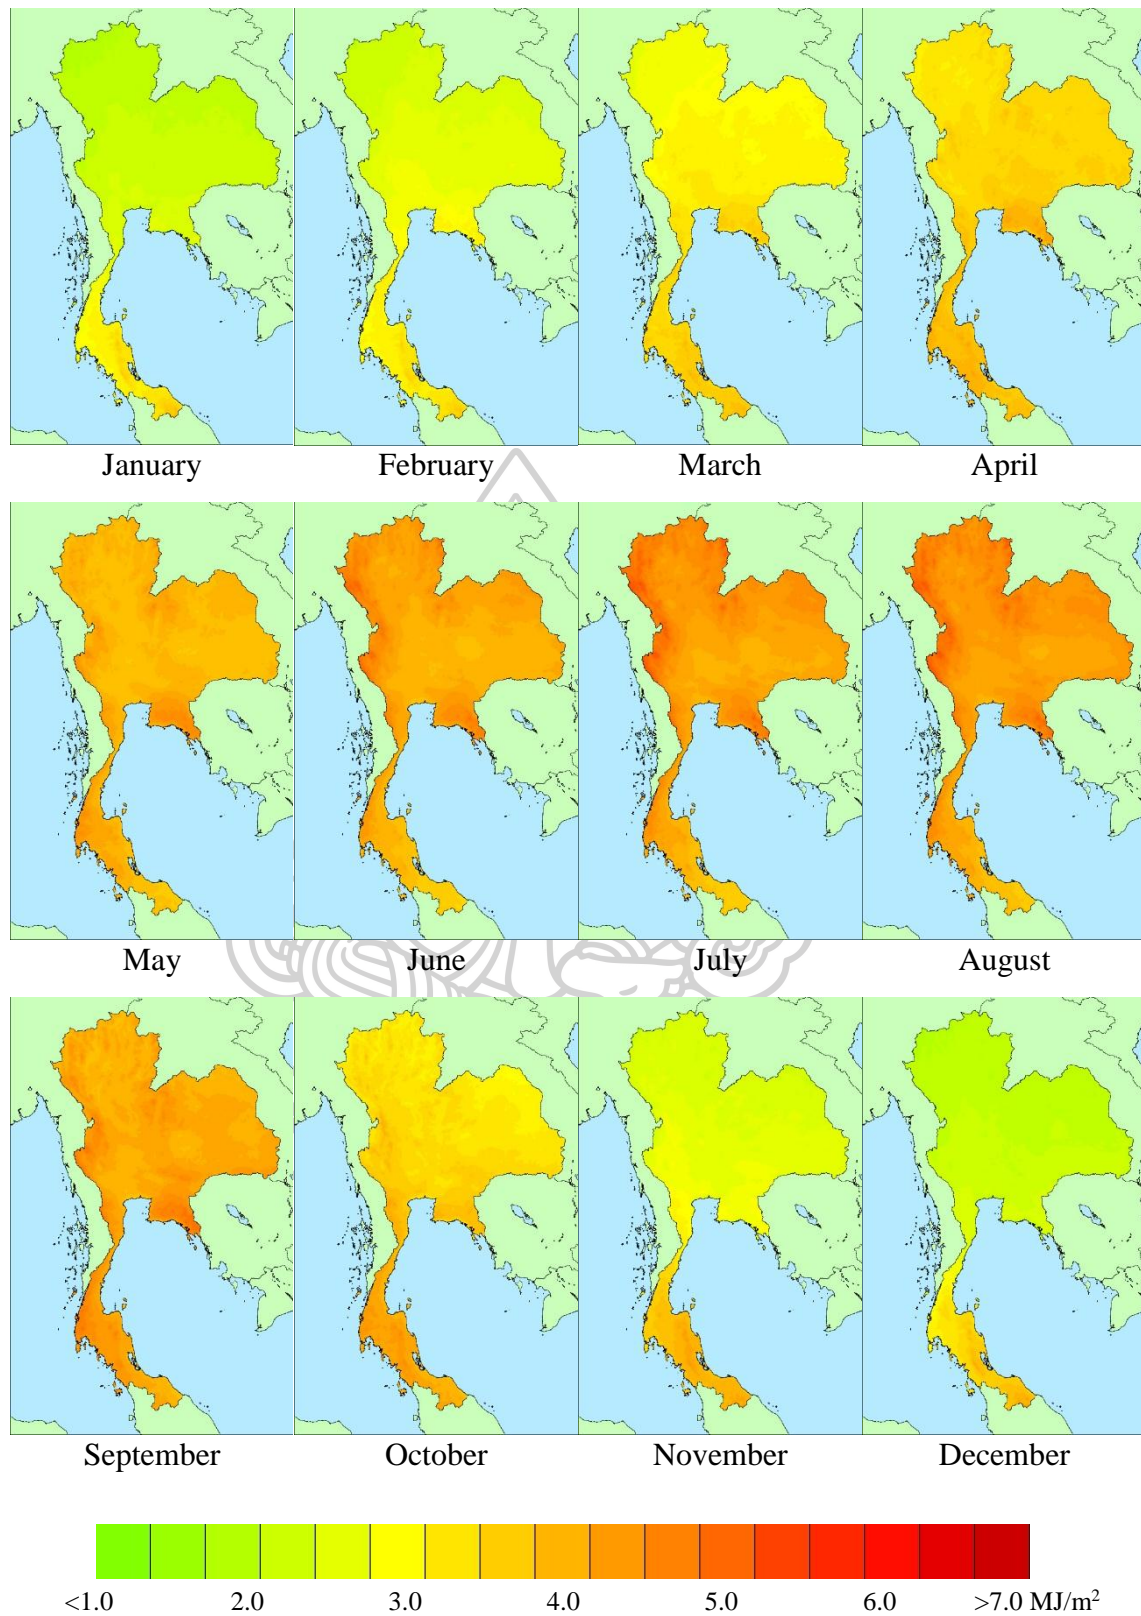 January February March April
May June July August
September October November December
<1.0 2.0 3.0 4.0 5.0 6.0 >7.0 MJ/m²